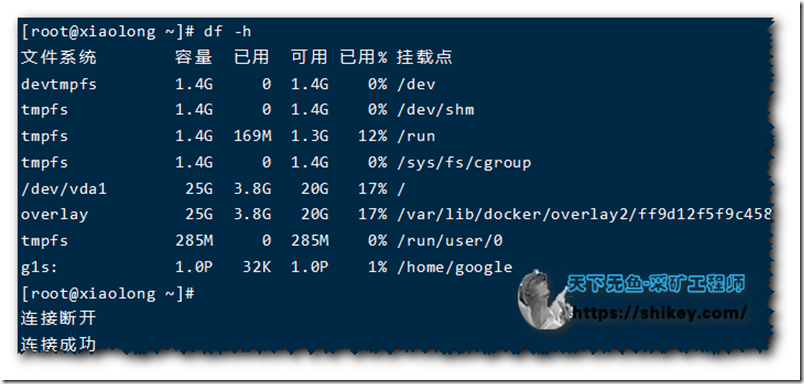 [root@xiaolong ~]# df -h
文件系统 容量 已用 可用 已用% 挂载点
devtmpfs 1.4G 0 1.4G 0% /dev
tmpfs 1.4G 0 1.4G 0% /dev/shm
tmpfs 1.4G 169M 1.3G 12% /run
tmpfs 1.4G 0 1.4G 0% /sys/fs/cgroup
/dev/vda1 25G 3.8G 20G 17% /
overlay 25G 3.8G 20G 17% /var/lib/docker/overlay2/ff9d12f5f9c458
tmpfs 285M 0 285M 0% /run/user/0
g1s: 1.0P 32K 1.0P 1% /home/google
[root@xiaolong ~]#
连接断开
连接成功
天下无鱼-采矿工程师
https://shikey.com/